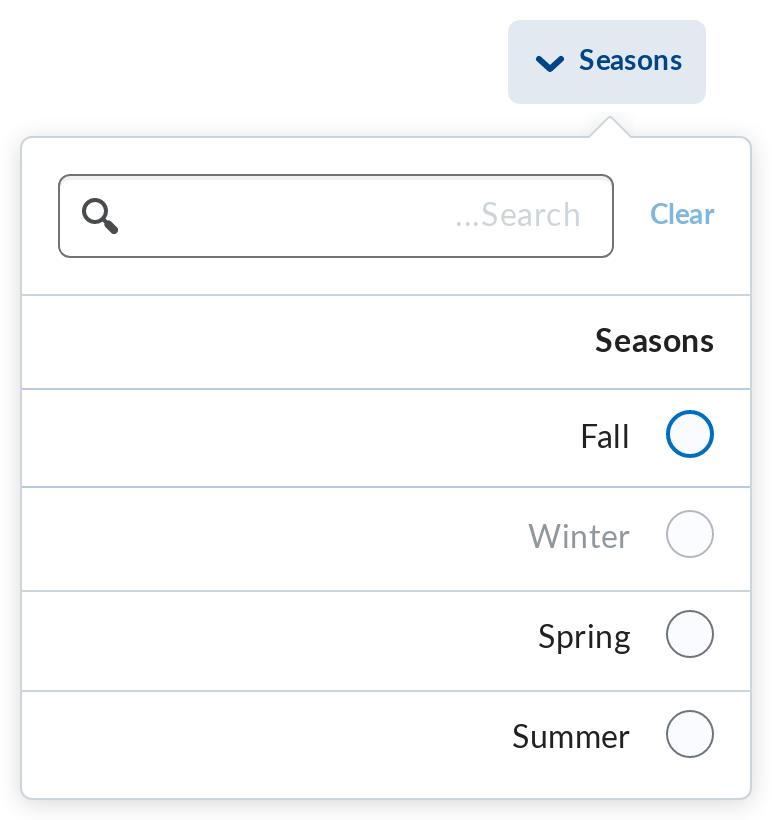 Seasons
...Search
Clear
Seasons
Fall
Winter
Spring
Summer